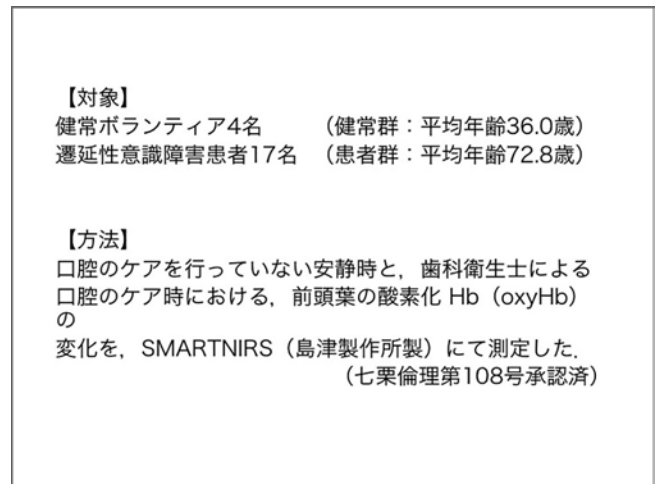 【対象】
健常ボランティア4名　　　（健常群：平均年齢36.0歳）
遷延性意識障害患者17名　（患者群：平均年齢72.8歳）
【方法】
口腔のケアを行っていない安静時と，歯科衛生士による
口腔のケア時における，前頭葉の酸素化 Hb（oxyHb）
の
変化を，SMARTNIRS（島津製作所製）にて測定した．
（七栗倫理第108号承認済）